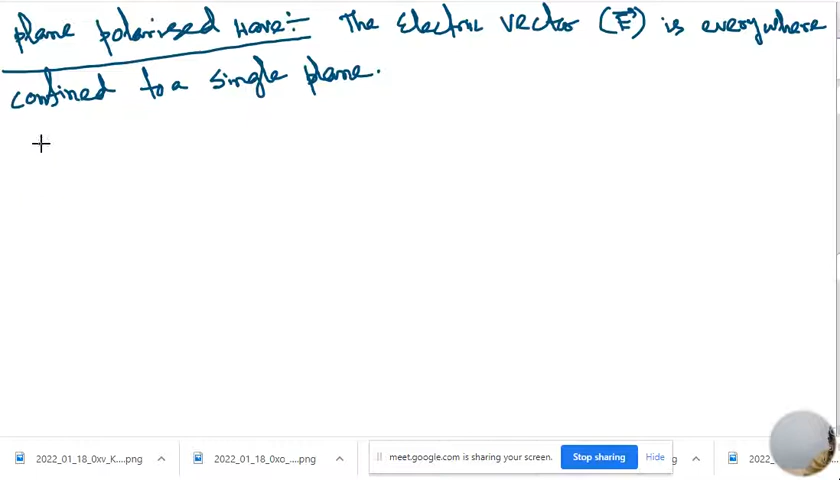 plane polarised wave :- The Electric vector (E⃗) is everywhere
confined to a single plane.
2022_01_18_0xv_K....png
2022_01_18_0xo_....png
meet.google.com is sharing your screen.
Stop sharing
Hide
g
2022_01_18_0x